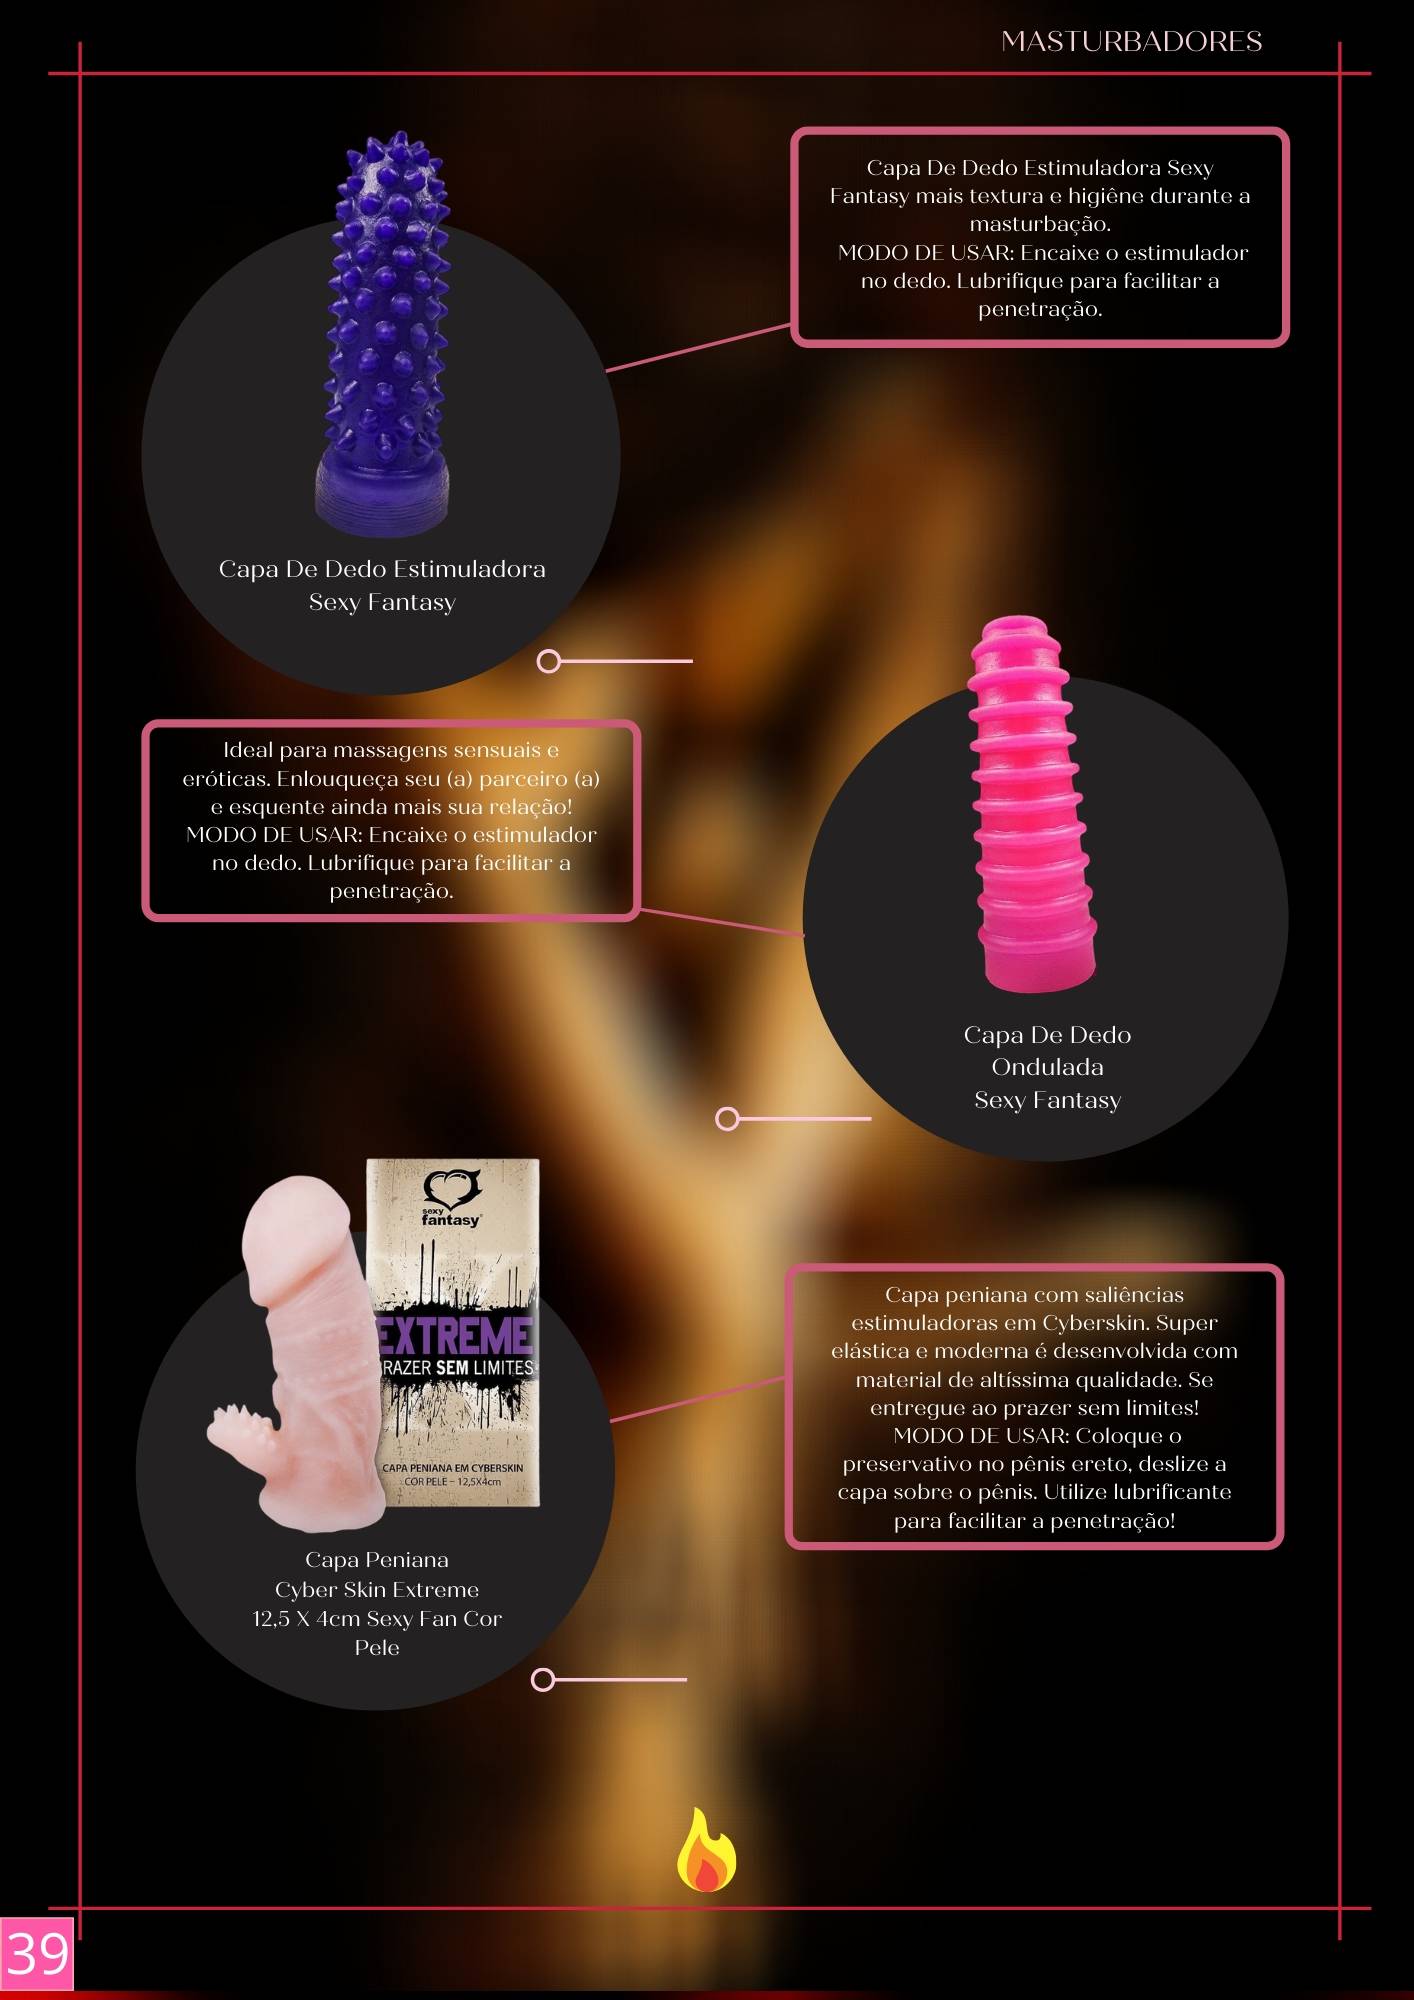 MASTURBADORES
Capa De Dedo Estimuladora Sexy
Fantasy mais textura e higiêne durante a
masturbação.
MODO DE USAR: Encaixe o estimulador
no dedo. Lubrifique para facilitar a
penetração.
Capa De Dedo Estimuladora
Sexy Fantasy
Ideal para massagens sensuais e
eróticas. Enlouqueça seu (a) parceiro (a)
e esquente ainda mais sua relação!
MODO DE USAR: Encaixe o estimulador
no dedo. Lubrifique para facilitar a
penetração.
Capa De Dedo
Ondulada
Sexy Fantasy
sexy
fantasy
EXTREME
RAZER SEM LIMITES
CAPA PENIANA EM CYBERSKIN
COR PELE – 12,5X4cm
Capa peniana com saliências
estimuladoras em Cyberskin. Super
elástica e moderna é desenvolvida com
material de altíssima qualidade. Se
entregue ao prazer sem limites!
MODO DE USAR: Coloque o
preservativo no pênis ereto, deslize a
capa sobre o pênis. Utilize lubrificante
para facilitar a penetração!
Capa Peniana
Cyber Skin Extreme
12,5 X 4cm Sexy Fan Cor
Pele
39